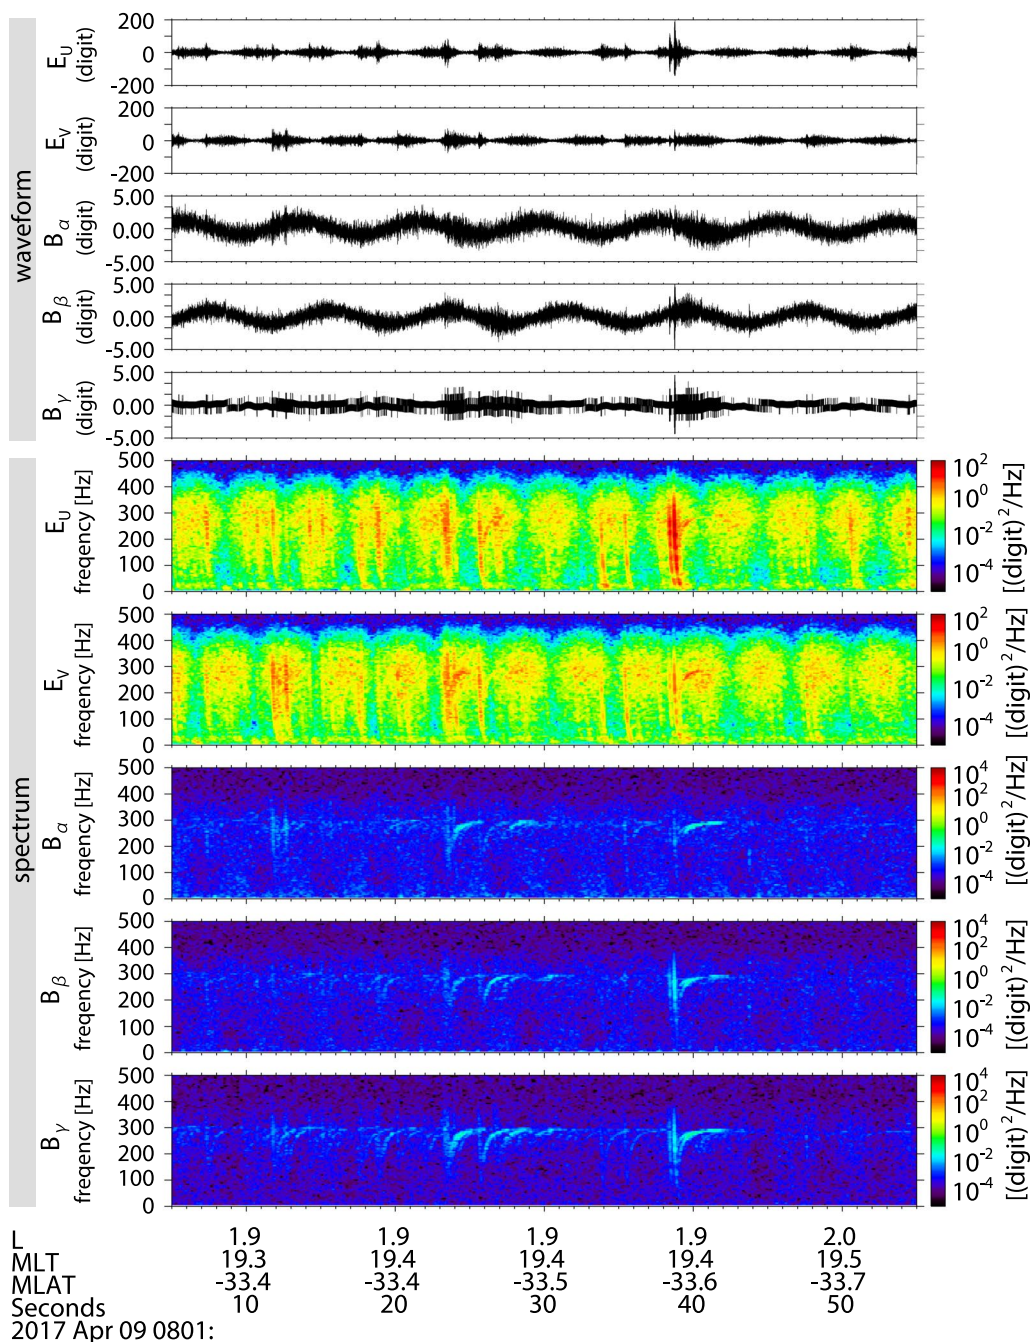 waveform
200
0
-200
E_U
(digit)
200
0
-200
E_V
(digit)
5.00
0.00
-5.00
B_α
(digit)
5.00
0.00
-5.00
B_β
(digit)
5.00
0.00
-5.00
B_γ
(digit)
spectrum
500
400
300
200
100
0
E_U
freqency [Hz]
10^2
10^0
10^-2
10^-4
[(digit)^2/Hz]
500
400
300
200
100
0
E_V
freqency [Hz]
10^2
10^0
10^-2
10^-4
[(digit)^2/Hz]
500
400
300
200
100
0
B_α
freqency [Hz]
10^4
10^2
10^0
10^-2
10^-4
[(digit)^2/Hz]
500
400
300
200
100
0
B_β
freqency [Hz]
10^4
10^2
10^0
10^-2
10^-4
[(digit)^2/Hz]
500
400
300
200
100
0
B_γ
freqency [Hz]
10^4
10^2
10^0
10^-2
10^-4
[(digit)^2/Hz]
L 1.9 1.9 1.9 1.9 2.0
MLT 19.3 19.4 19.4 19.4 19.5
MLAT -33.4 -33.4 -33.5 -33.6 -33.7
Seconds 10 20 30 40 50
2017 Apr 09 0801: